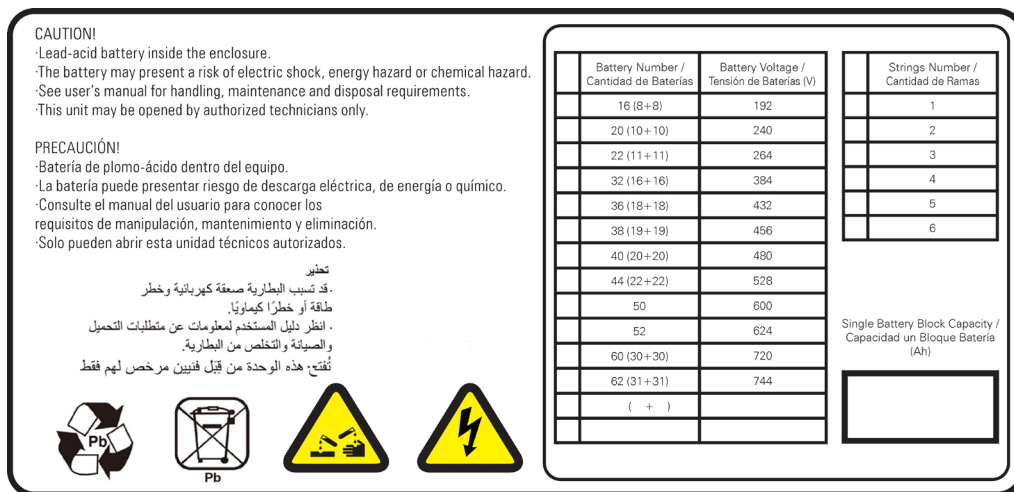 CAUTION!
·Lead-acid battery inside the enclosure.
·The battery may present a risk of electric shock, energy hazard or chemical hazard.
·See user's manual for handling, maintenance and disposal requirements.
·This unit may be opened by authorized technicians only.
PRECAUCIÓN!
·Batería de plomo-ácido dentro del equipo.
·La batería puede presentar riesgo de descarga eléctrica, de energía o químico.
·Consulte el manual del usuario para conocer los
requisitos de manipulación, mantenimiento y eliminación.
·Solo pueden abrir esta unidad técnicos autorizados.
تحذير
· قد تسبب البطارية صعقة كهربائية وخطر
طاقة أو خطرًا كيماويًا.
· انظر دليل المستخدم لمعلومات عن متطلبات التحميل
والصيانة والتخلص من البطارية.
تُفتح· هذه الوحدة من قِبَل فنيين مرخص لهم فقط
Pb
Pb
Battery Number / Battery Voltage /
Cantidad de Baterías Tensión de Baterías (V)
16 (8+8) 192
20 (10+10) 240
22 (11+11) 264
32 (16+16) 384
36 (18+18) 432
38 (19+19) 456
40 (20+20) 480
44 (22+22) 528
50 600
52 624
60 (30+30) 720
62 (31+31) 744
( + )
Strings Number /
Cantidad de Ramas
1
2
3
4
5
6
Single Battery Block Capacity /
Capacidad un Bloque Batería
(Ah)